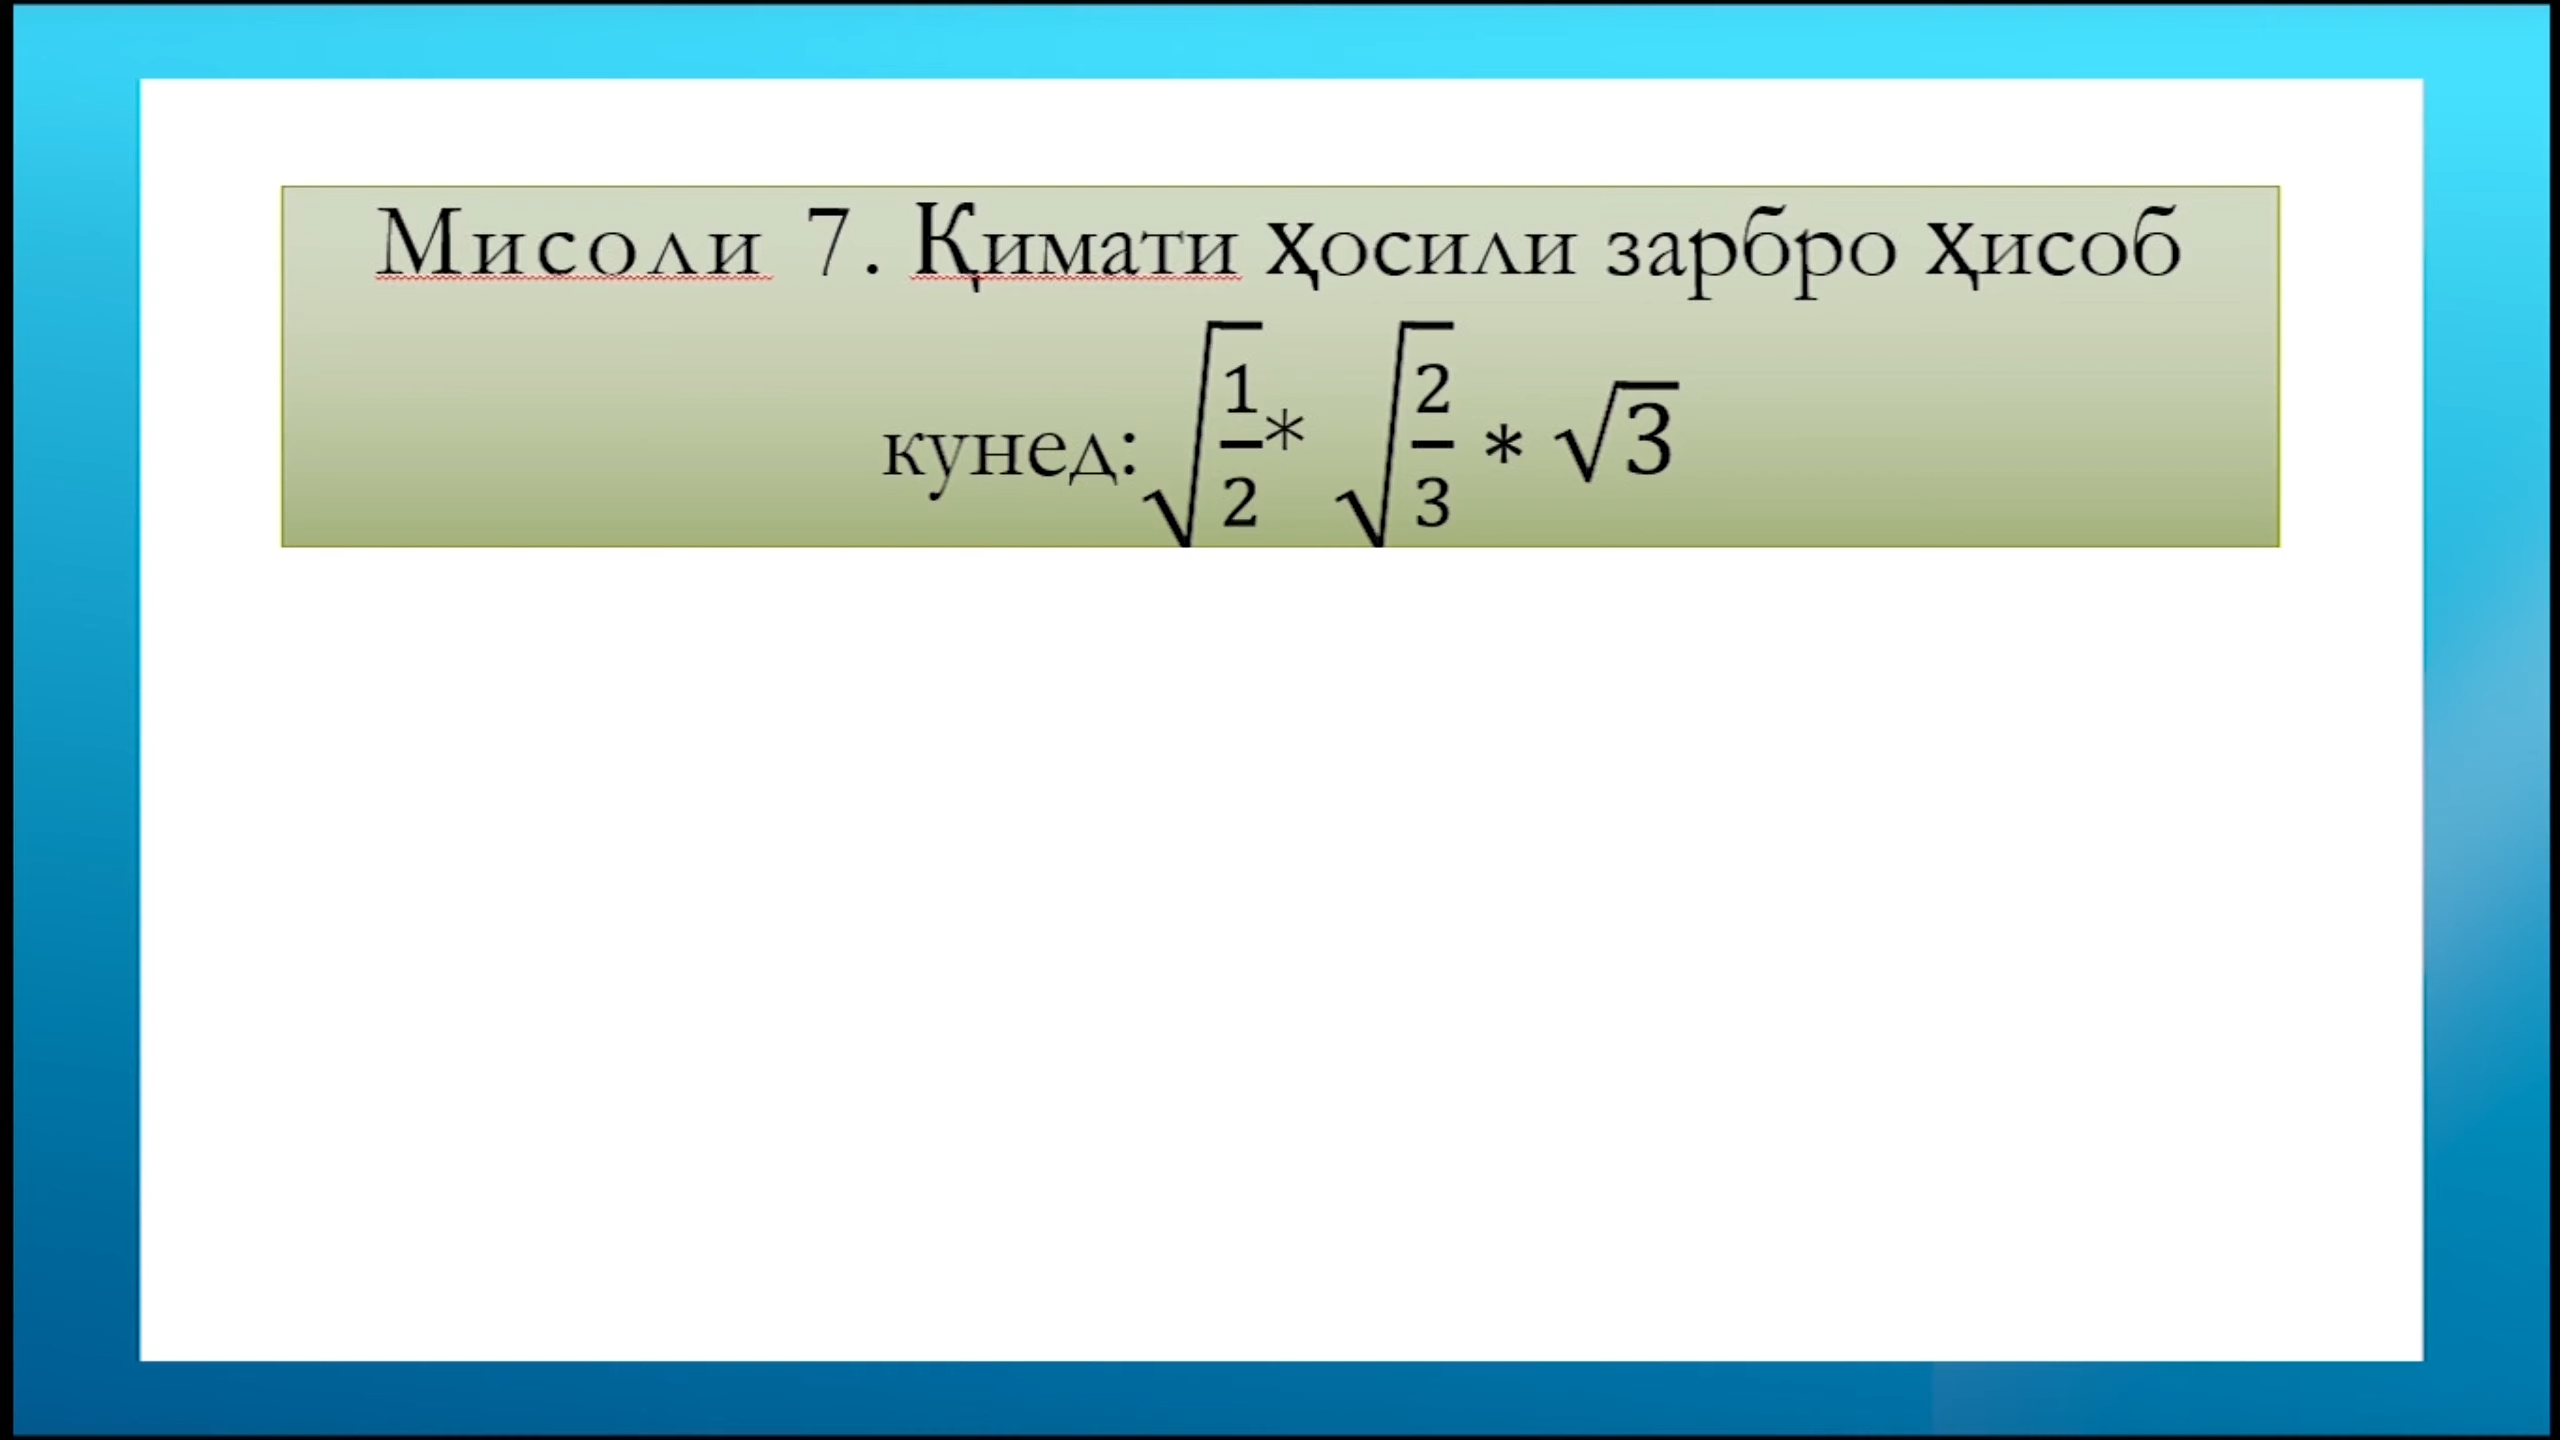 Мисоли 7. Қимати ҳосили зарбро ҳисоб
кунед: √(1/2) * √(2/3) * √3